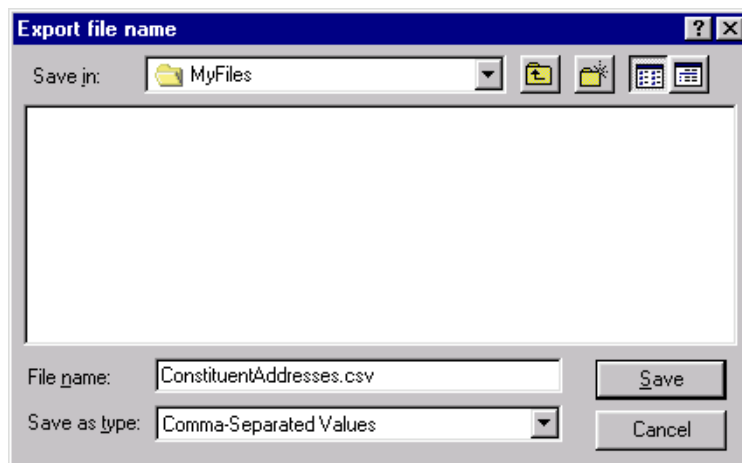 Export file name
Save in: MyFiles
File name: ConstituentAddresses.csv
Save
Save as type: Comma-Separated Values
Cancel